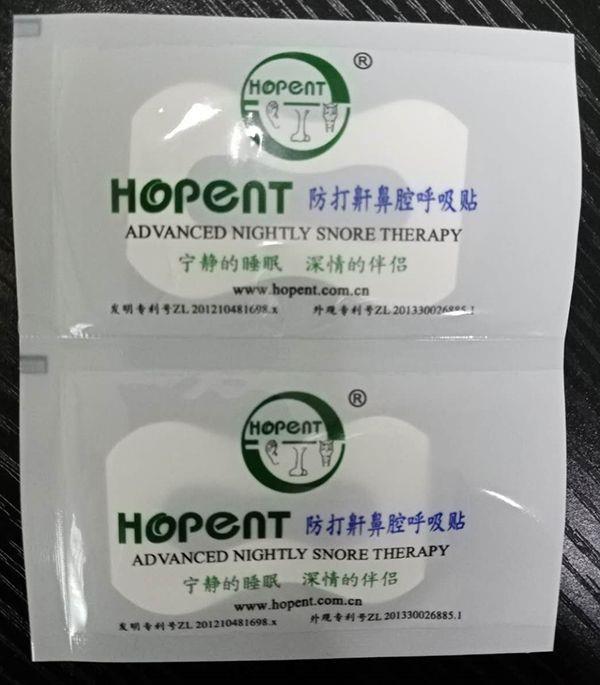 HOPENT ®
HOPENT 防打鼾鼻腔呼吸贴
ADVANCED NIGHTLY SNORE THERAPY
宁静的睡眠 深情的伴侣
www.hopent.com.cn
发明专利号ZL 201210481698.x 外观专利号ZL 201330026885.1
HOPENT ®
HOPENT 防打鼾鼻腔呼吸贴
ADVANCED NIGHTLY SNORE THERAPY
宁静的睡眠 深情的伴侣
www.hopent.com.cn
发明专利号ZL 201210481698.x 外观专利号ZL 201330026885.1